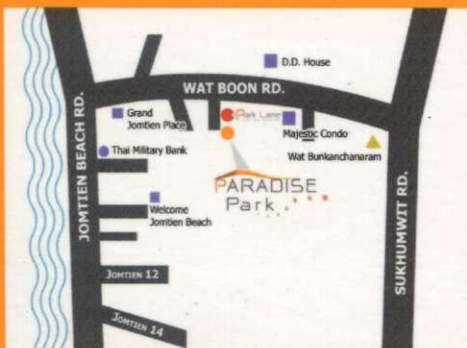 D.D. House
WAT BOON RD.
Grand
Jomtien Place
Park Lane
Majestic Condo
Thai Military Bank
Wat Bunkanchanaram
PARADISE
Park
Welcome
Jomtien Beach
JOMTIEN BEACH RD.
SUKHUMWIT RD.
JOMTIEN 12
JOMTIEN 14